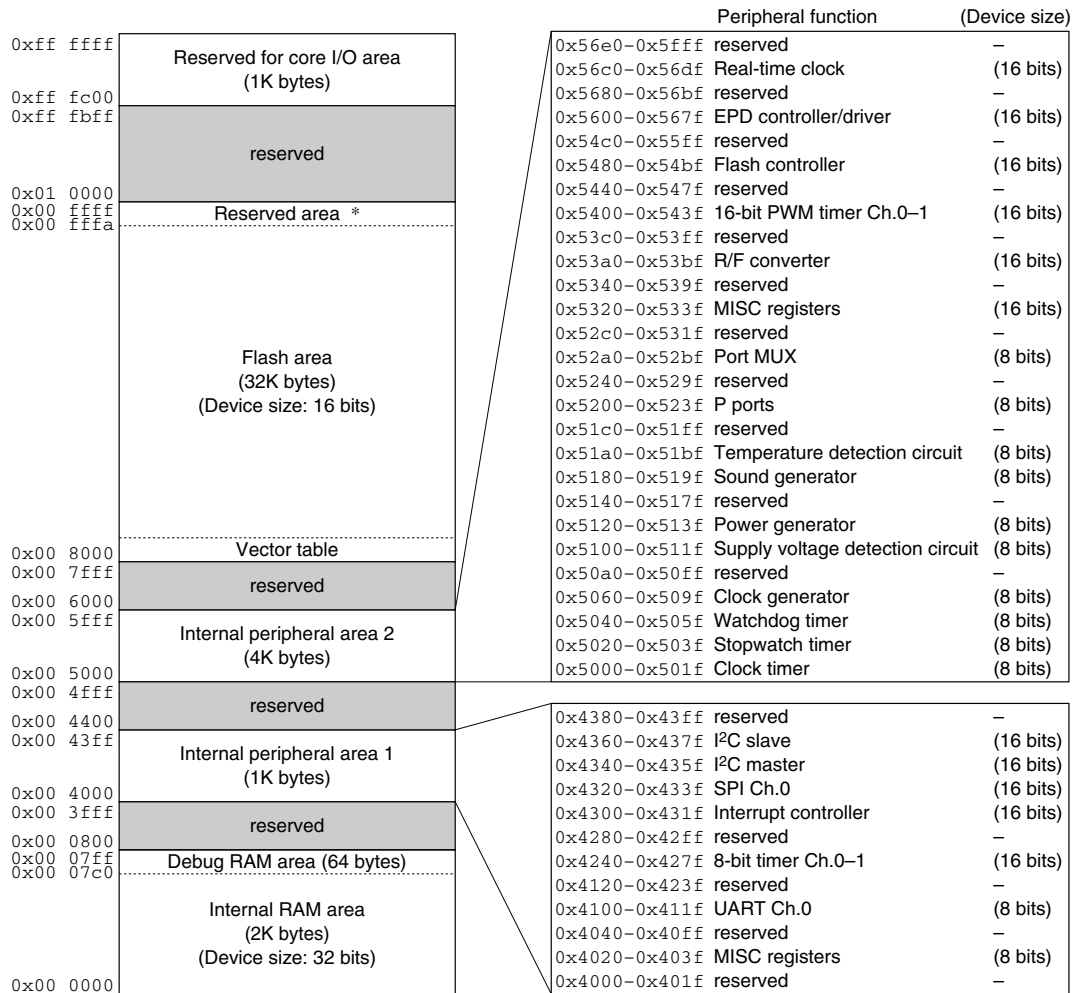 0xff ffff
Reserved for core I/O area
(1K bytes)
0xff fc00
0xff fbff
reserved
0x01 0000
0x00 ffff
Reserved area *
0x00 fffa
Flash area
(32K bytes)
(Device size: 16 bits)
0x00 8000
Vector table
0x00 7fff
reserved
0x00 6000
0x00 5fff
Internal peripheral area 2
(4K bytes)
0x00 5000
0x00 4fff
reserved
0x00 4400
0x00 43ff
Internal peripheral area 1
(1K bytes)
0x00 4000
0x00 3fff
reserved
0x00 0800
0x00 07ff
Debug RAM area (64 bytes)
0x00 07c0
Internal RAM area
(2K bytes)
(Device size: 32 bits)
0x00 0000
Peripheral function (Device size)
0x56e0–0x5fff reserved –
0x56c0–0x56df Real-time clock (16 bits)
0x5680–0x56bf reserved –
0x5600–0x567f EPD controller/driver (16 bits)
0x54c0–0x55ff reserved –
0x5480–0x54bf Flash controller (16 bits)
0x5440–0x547f reserved –
0x5400–0x543f 16-bit PWM timer Ch.0–1 (16 bits)
0x53c0–0x53ff reserved –
0x53a0–0x53bf R/F converter (16 bits)
0x5340–0x539f reserved –
0x5320–0x533f MISC registers (16 bits)
0x52c0–0x531f reserved –
0x52a0–0x52bf Port MUX (8 bits)
0x5240–0x529f reserved –
0x5200–0x523f P ports (8 bits)
0x51c0–0x51ff reserved –
0x51a0–0x51bf Temperature detection circuit (8 bits)
0x5180–0x519f Sound generator (8 bits)
0x5140–0x517f reserved –
0x5120–0x513f Power generator (8 bits)
0x5100–0x511f Supply voltage detection circuit (8 bits)
0x50a0–0x50ff reserved –
0x5060–0x509f Clock generator (8 bits)
0x5040–0x505f Watchdog timer (8 bits)
0x5020–0x503f Stopwatch timer (8 bits)
0x5000–0x501f Clock timer (8 bits)
0x4380–0x43ff reserved –
0x4360–0x437f I²C slave (16 bits)
0x4340–0x435f I²C master (16 bits)
0x4320–0x433f SPI Ch.0 (16 bits)
0x4300–0x431f Interrupt controller (16 bits)
0x4280–0x42ff reserved –
0x4240–0x427f 8-bit timer Ch.0–1 (16 bits)
0x4120–0x423f reserved –
0x4100–0x411f UART Ch.0 (8 bits)
0x4040–0x40ff reserved –
0x4020–0x403f MISC registers (8 bits)
0x4000–0x401f reserved –